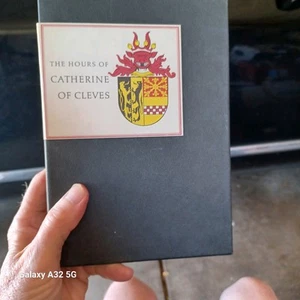 THE HOURS OF
CATHERINE
OF CLEVES
Galaxy A32 5G